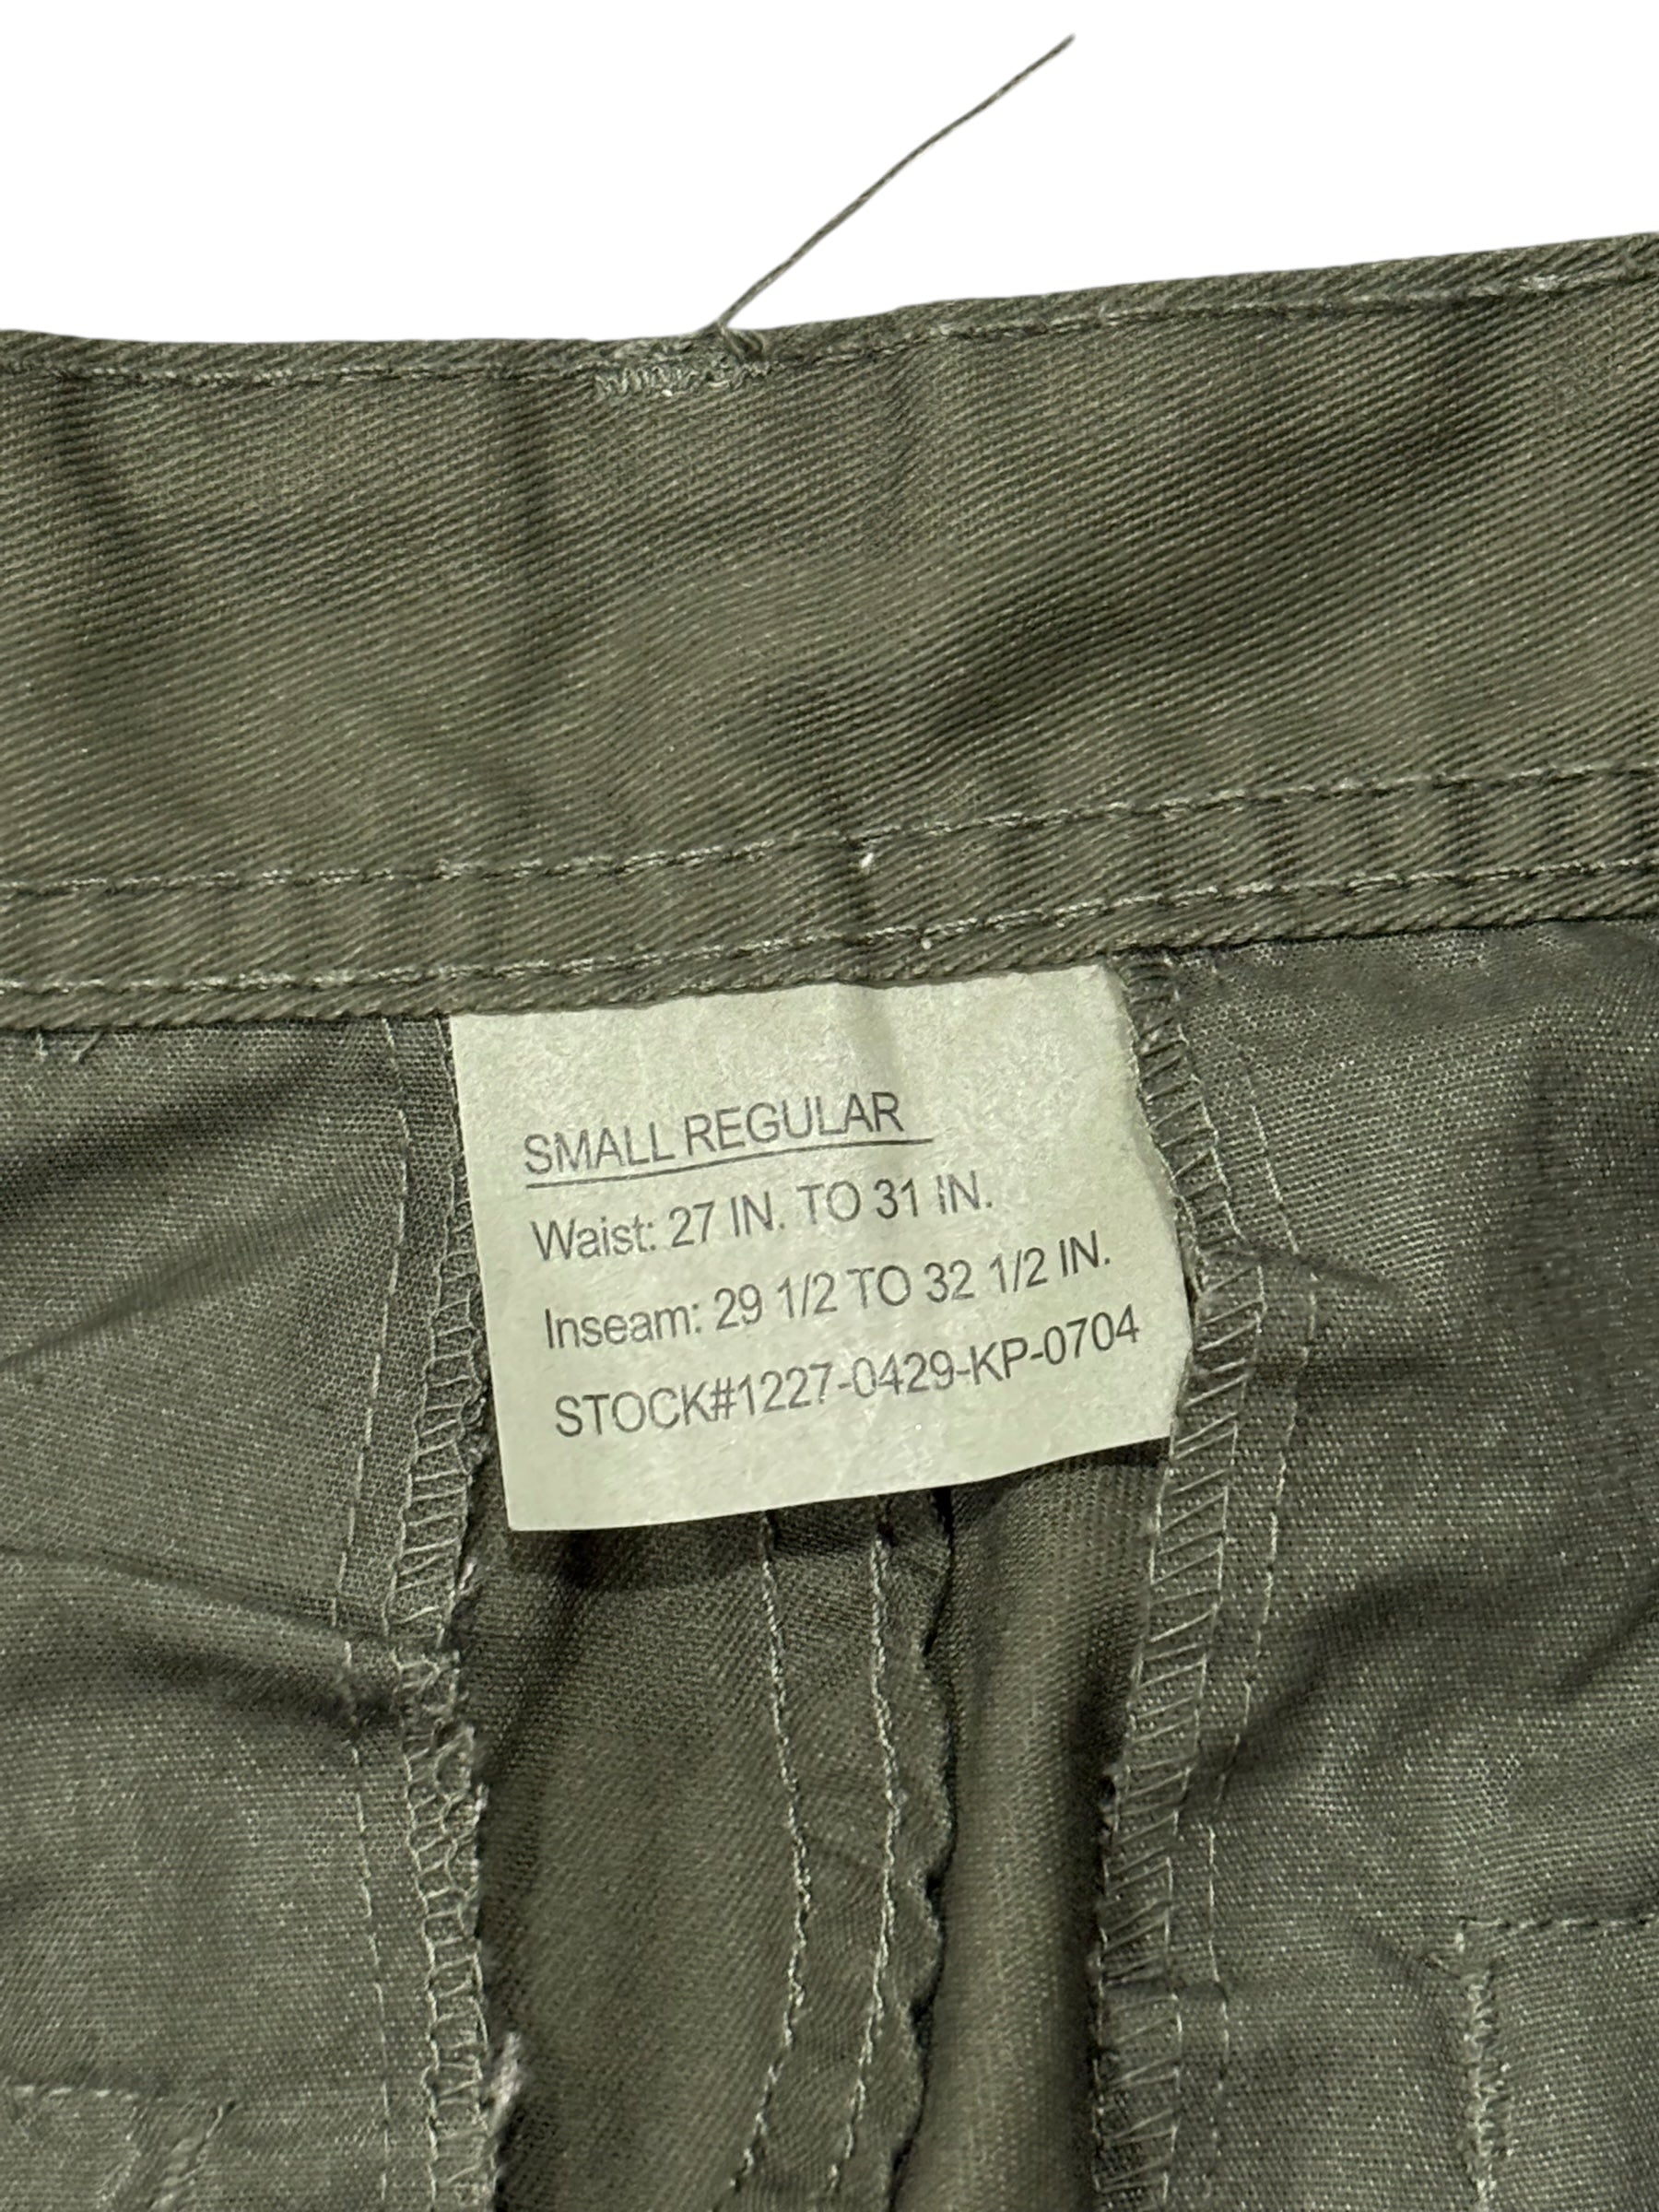 SMALL REGULAR
Waist: 27 IN. TO 31 IN.
Inseam: 29 1/2 TO 32 1/2 IN.
STOCK#1227-0429-KP-0704